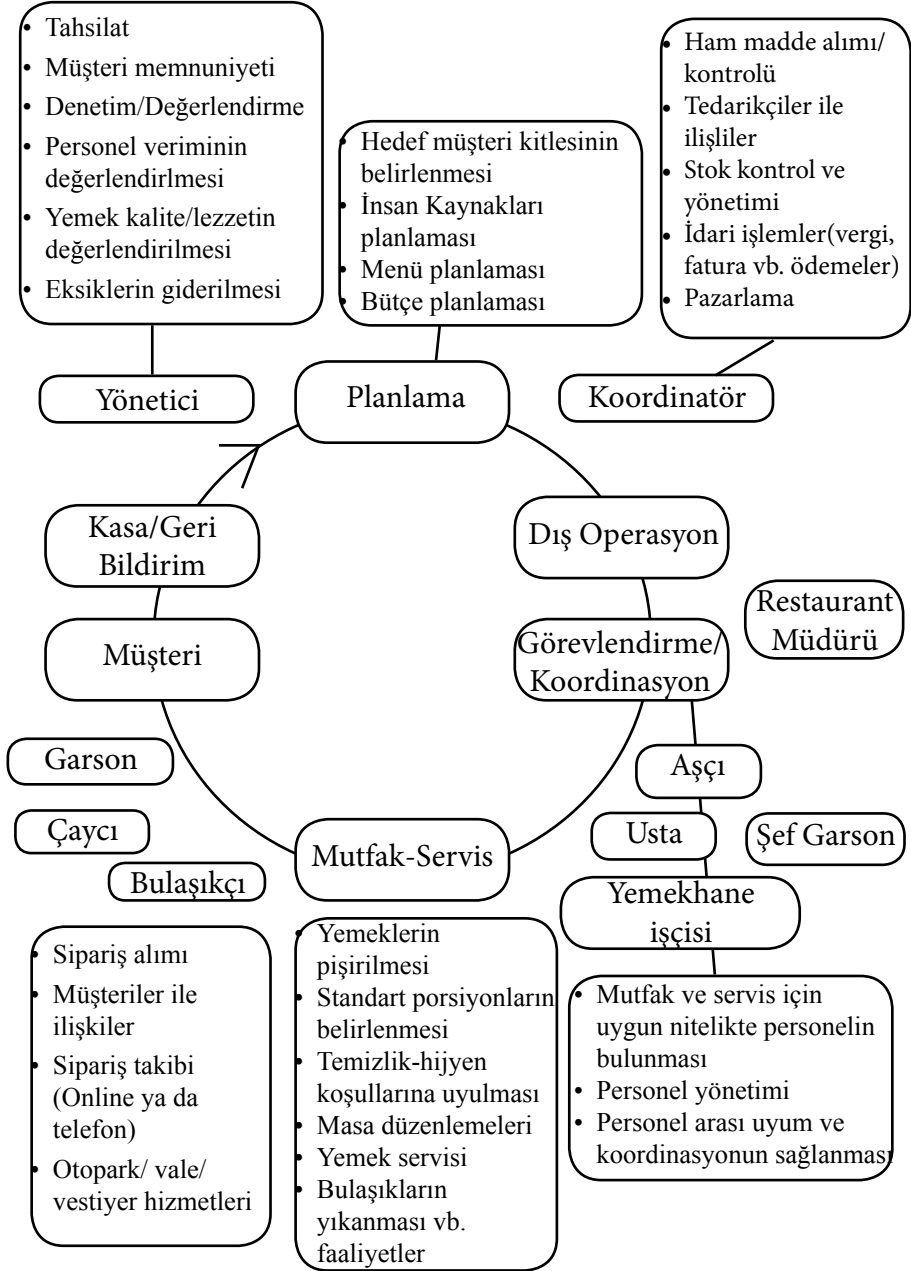 • Tahsilat
• Müşteri memnuniyeti
• Denetim/Değerlendirme
• Personel veriminin
değerlendirlmesi
• Yemek kalite/lezzetin
değerlendirilmesi
• Eksiklerin giderilmesi
• Hedef müşteri kitlesinin
belirlenmesi
• İnsan Kaynakları
planlaması
• Menü planlaması
• Bütçe planlaması
• Ham madde alımı/
kontrolü
• Tedarikçiler ile
ilişliler
• Stok kontrol ve
yönetimi
• İdari işlemler(vergi,
fatura vb. ödemeler)
• Pazarlama
Yönetici
Planlama
Koordinatör
Kasa/Geri
Bildirim
Dış Operasyon
Müşteri
Görevlendirme/
Koordinasyon
Restaurant
Müdürü
Garson
Çaycı
Bulaşıkçı
Mutfak-Servis
Aşçı
Usta
Şef Garson
Yemekhane
işçisi
• Sipariş alımı
• Müşteriler ile
ilişkiler
• Sipariş takibi
(Online ya da
telefon)
• Otopark/ vale/
vestiyer hizmetleri
• Yemeklerin
pişirilmesi
• Standart porsiyonların
belirlenmesi
• Temizlik-hijyen
koşullarına uyulması
• Masa düzenlemeleri
• Yemek servisi
• Bulaşıkların
yıkanması vb.
faaliyetler
• Mutfak ve servis için
uygun nitelikte personelin
bulunması
• Personel yönetimi
• Personel arası uyum ve
koordinasyonun sağlanması